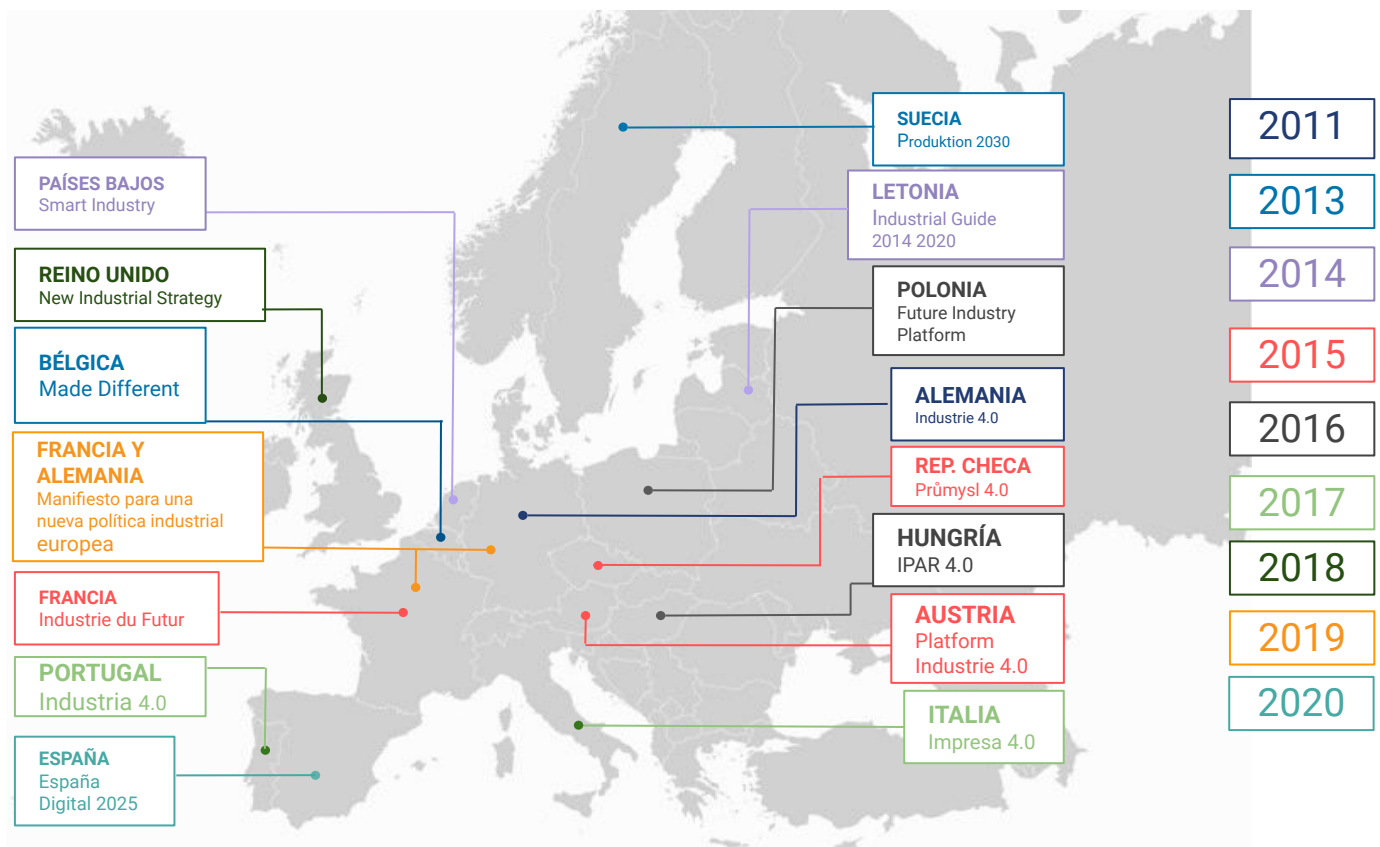 PAÍSES BAJOS
Smart Industry
REINO UNIDO
New Industrial Strategy
BÉLGICA
Made Different
FRANCIA Y
ALEMANIA
Manifiesto para una
nueva política industrial
europea
FRANCIA
Industrie du Futur
PORTUGAL
Industria 4.0
ESPAÑA
España
Digital 2025
SUECIA
Produktion 2030
LETONIA
Industrial Guide
2014 2020
POLONIA
Future Industry
Platform
ALEMANIA
Industrie 4.0
REP. CHECA
Průmysl 4.0
HUNGRÍA
IPAR 4.0
AUSTRIA
Platform
Industrie 4.0
ITALIA
Impresa 4.0
2011
2013
2014
2015
2016
2017
2018
2019
2020